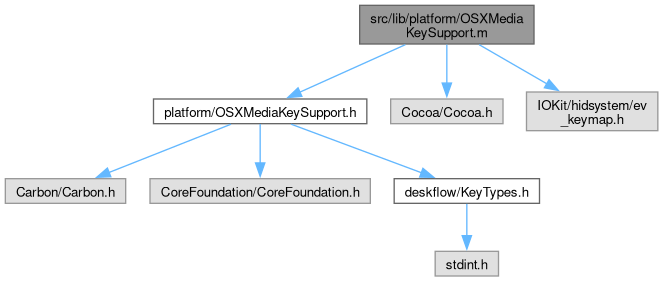 src/lib/platform/OSXMedia
KeySupport.m
platform/OSXMediaKeySupport.h
Cocoa/Cocoa.h
IOKit/hidsystem/ev
_keymap.h
Carbon/Carbon.h
CoreFoundation/CoreFoundation.h
deskflow/KeyTypes.h
stdint.h